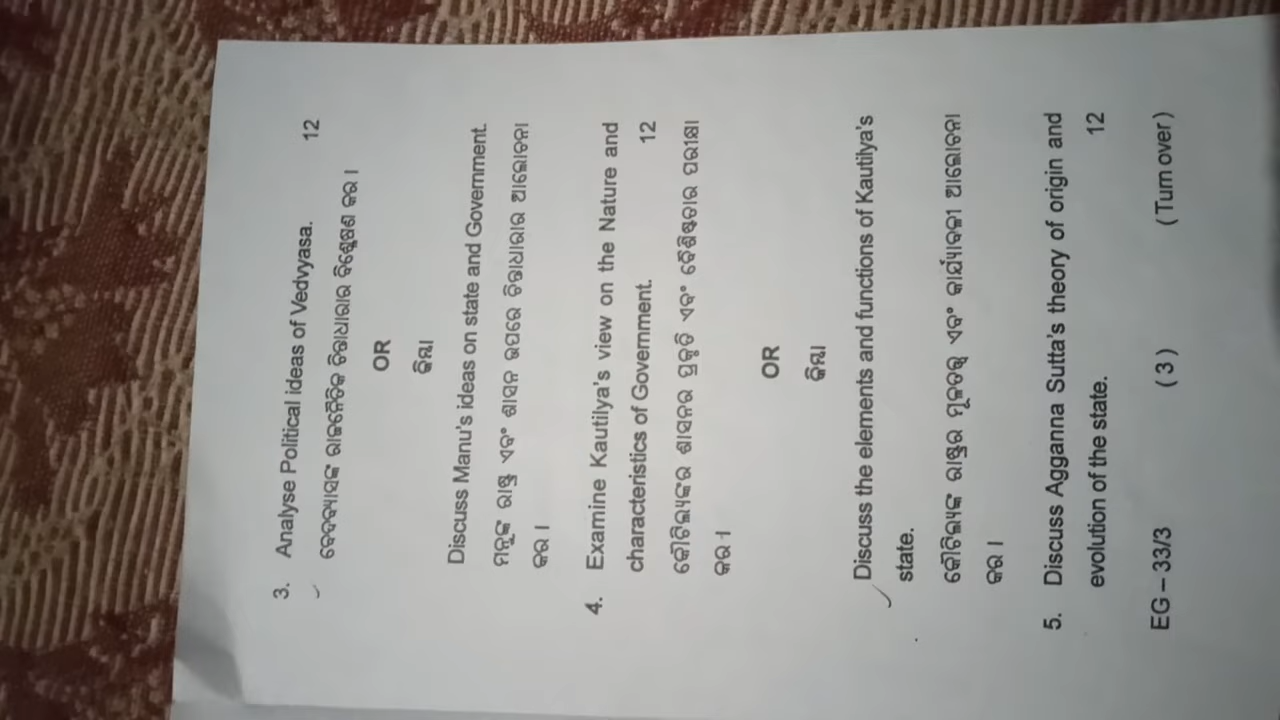 3. Analyse Political ideas of Vedvyasa. 12
ବେଦବ୍ୟାସଙ୍କ ରାଜନୈତିକ ଚିନ୍ତାଧାରାର ବିଶ୍ଳେଷଣ କର ।
OR
କିମ୍ବା
Discuss Manu's ideas on state and Government.
ମନୁଙ୍କ ରାଷ୍ଟ୍ର ଏବଂ ଶାସନ ଉପରେ ଚିନ୍ତାଧାରାର ଆଲୋଚନା
କର ।
4. Examine Kautilya's view on the Nature and
characteristics of Government. 12
କୌଟିଲ୍ୟଙ୍କର ଶାସନର ପ୍ରକୃତି ଏବଂ ବୈଶିଷ୍ଟ୍ୟତାର ପରୀକ୍ଷା
କର ।
OR
କିମ୍ବା
Discuss the elements and functions of Kautilya's
state.
କୌଟିଲ୍ୟଙ୍କ ରାଷ୍ଟ୍ରର ମୂଳତତ୍ତ୍ୱ ଏବଂ କାର୍ଯ୍ୟାବଳୀ ଆଲୋଚନା
କର ।
5. Discuss Agganna Sutta's theory of origin and
evolution of the state. 12
EG – 33/3 ( 3 ) ( Turn over )